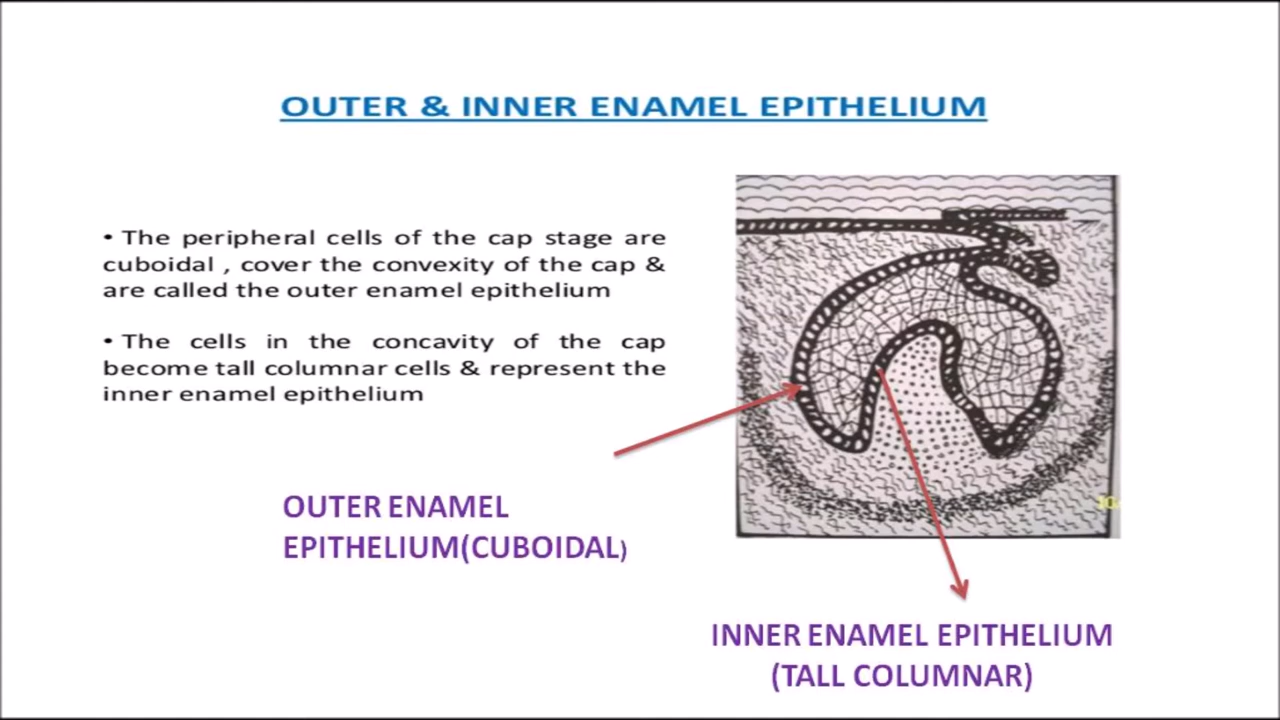 OUTER & INNER ENAMEL EPITHELIUM
• The peripheral cells of the cap stage are
cuboidal , cover the convexity of the cap &
are called the outer enamel epithelium
• The cells in the concavity of the cap
become tall columnar cells & represent the
inner enamel epithelium
OUTER ENAMEL
EPITHELIUM(CUBOIDAL)
INNER ENAMEL EPITHELIUM
(TALL COLUMNAR)